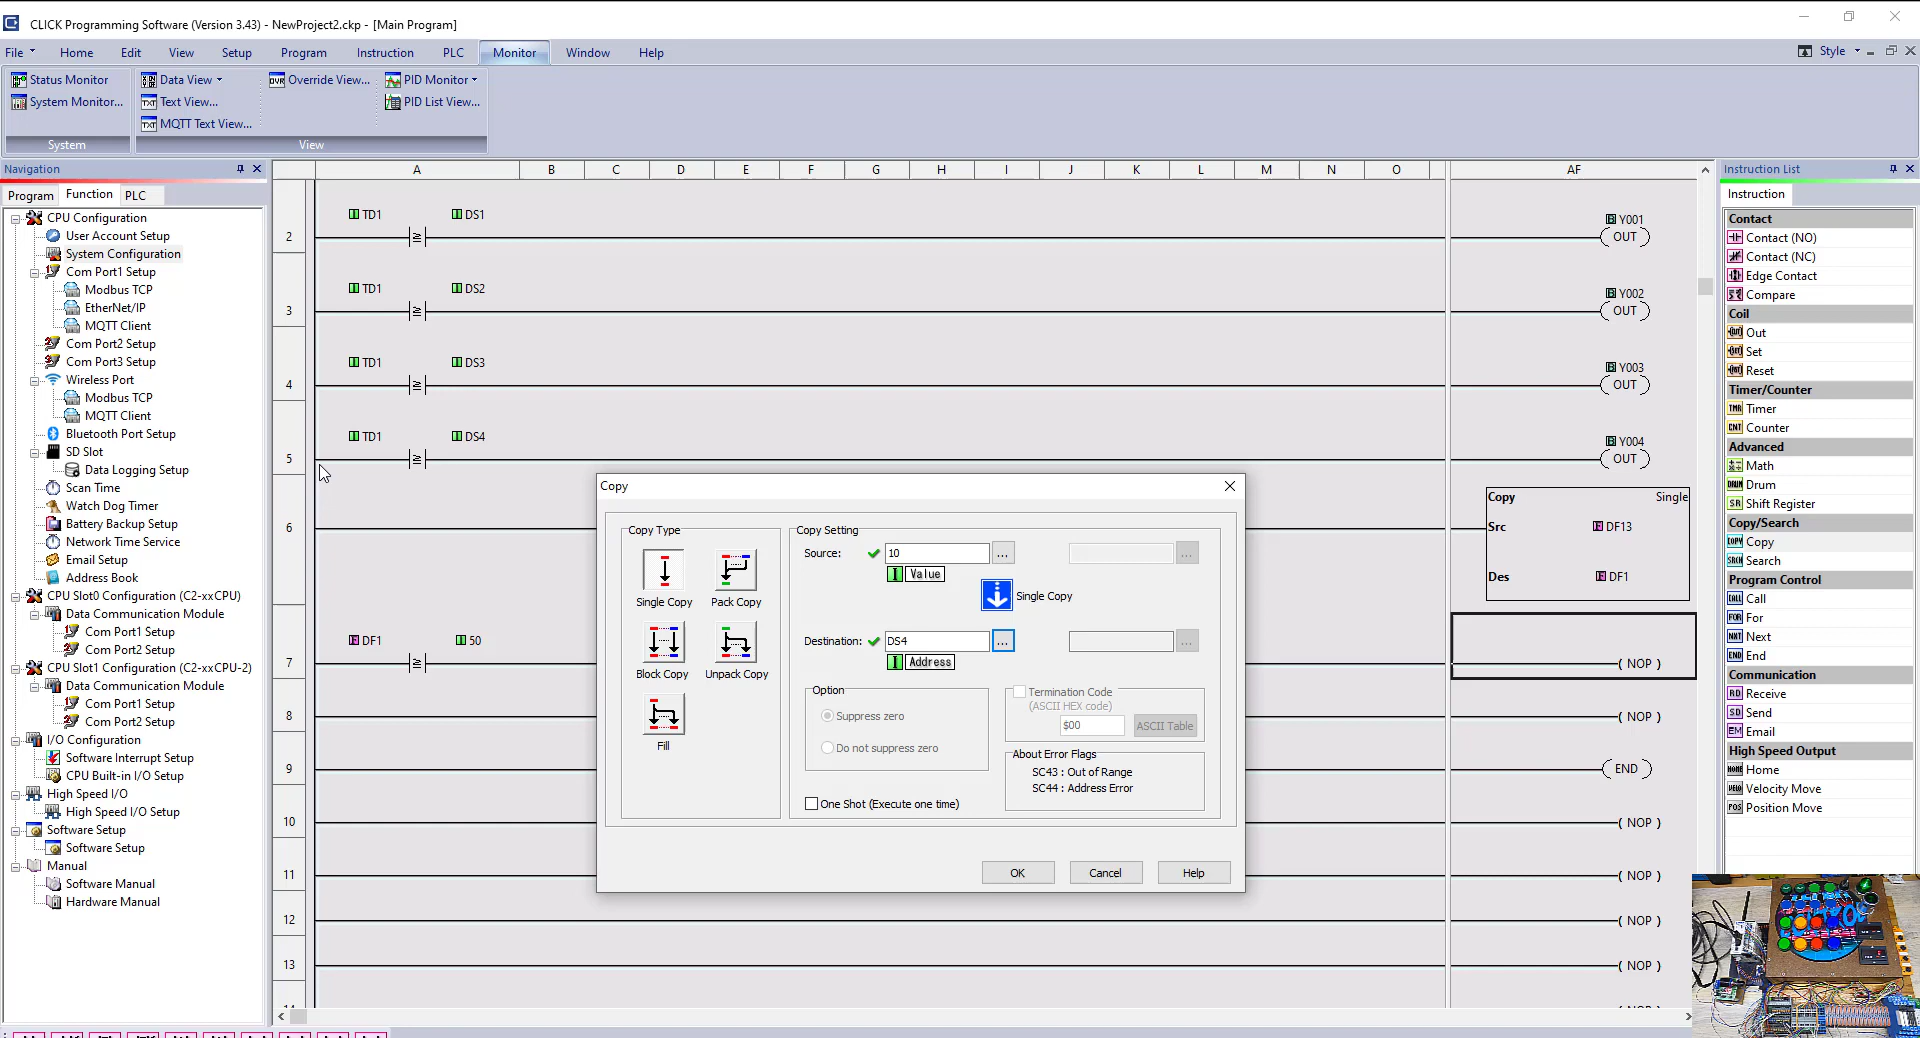 CLICK Programming Software (Version 3.43) - NewProject2.ckp - [Main Program]
File Home Edit View Setup Program Instruction PLC Monitor Window Help Style
Status Monitor Data View Override View... PID Monitor
System Monitor... Text View... PID List View...
MQTT Text View...
System View
Navigation
Program Function PLC
CPU Configuration
User Account Setup
System Configuration
Com Port1 Setup
Modbus TCP
EtherNet/IP
MQTT Client
Com Port2 Setup
Com Port3 Setup
Wireless Port
Modbus TCP
MQTT Client
Bluetooth Port Setup
SD Slot
Data Logging Setup
Scan Time
Watch Dog Timer
Battery Backup Setup
Network Time Service
Email Setup
Address Book
CPU Slot0 Configuration (C2-xxCPU)
Data Communication Module
Com Port1 Setup
Com Port2 Setup
CPU Slot1 Configuration (C2-xxCPU-2)
Data Communication Module
Com Port1 Setup
Com Port2 Setup
I/O Configuration
Software Interrupt Setup
CPU Built-in I/O Setup
High Speed I/O
High Speed I/O Setup
Software Setup
Software Setup
Manual
Software Manual
Hardware Manual
A B C D E F G H I J K L M N O AF
TD1 DS1 Y001
2 OUT
TD1 DS2 Y002
3 OUT
TD1 DS3 Y003
4 OUT
TD1 DS4 Y004
5 OUT
Copy Single
6 Src DF13
Des DF1
DF1 50
7 ( NOP )
8 ( NOP )
9 ( END )
10 ( NOP )
11 ( NOP )
12 ( NOP )
13 ( NOP )
Copy
Copy Type
Single Copy Pack Copy
Block Copy Unpack Copy
Fill
Copy Setting
Source: 10 ... ...
I Value
Single Copy
Destination: DS4 ... ...
I Address
Option
Suppress zero
Do not suppress zero
Termination Code
(ASCII HEX code)
$00 ASCII Table
About Error Flags
SC43 : Out of Range
SC44 : Address Error
One Shot (Execute one time)
OK Cancel Help
Instruction List
Instruction
Contact
Contact (NO)
Contact (NC)
Edge Contact
Compare
Coil
Out
Set
Reset
Timer/Counter
Timer
Counter
Advanced
Math
Drum
Shift Register
Copy/Search
Copy
Search
Program Control
Call
For
Next
End
Communication
Receive
Send
Email
High Speed Output
Home
Velocity Move
Position Move